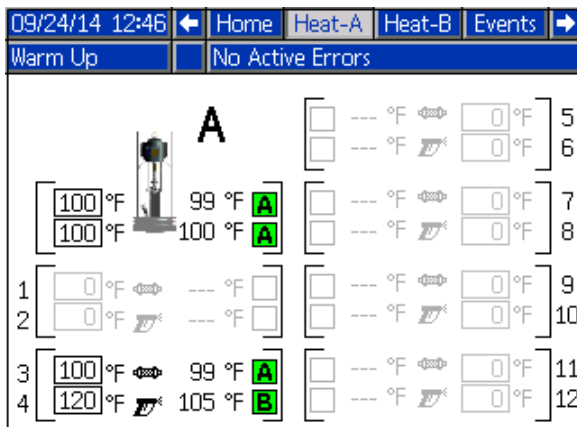 09/24/14 12:46 Home Heat-A Heat-B Events
Warm Up No Active Errors
A
--- °F 0 °F 5
--- °F 0 °F 6
100 °F 99 °F A
100 °F 100 °F A
--- °F 0 °F 7
--- °F 0 °F 8
1 0 °F --- °F
2 0 °F --- °F
--- °F 0 °F 9
--- °F 0 °F 10
3 100 °F 99 °F A
4 120 °F 105 °F B
--- °F 0 °F 11
--- °F 0 °F 12